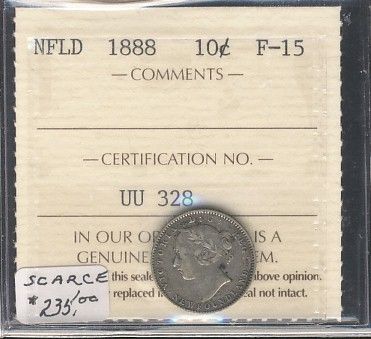 NFLD 1888 10¢ F-15
— COMMENTS —
— CERTIFICATION NO. —
UU 328
IN OUR IS A
GENUINE
this above opinion.
replaced not intact.
SCARCE
$235.00